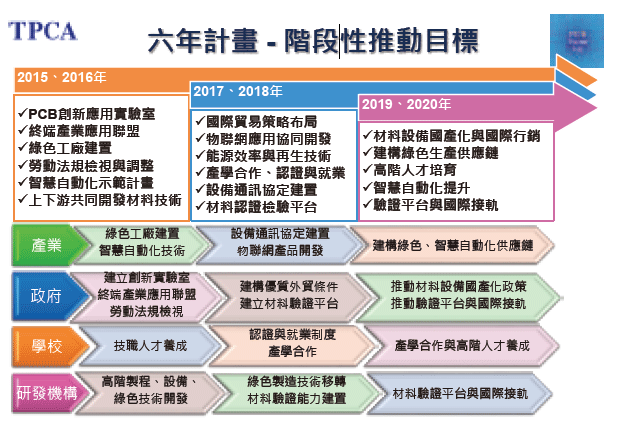 TPCA
六年計畫 - 階段性推動目標
2015、2016年
✓PCB創新應用實驗室
✓終端產業應用聯盟
✓綠色工廠建置
✓勞動法規檢視與調整
✓智慧自動化示範計畫
✓上下游共同開發材料技術
2017、2018年
✓國際貿易策略布局
✓物聯網應用協同開發
✓能源效率與再生技術
✓產學合作、認證與就業
✓設備通訊協定建置
✓材料認證檢驗平台
2019、2020年
✓材料設備國產化與國際行銷
✓建構綠色生產供應鏈
✓高階人才培育
✓智慧自動化提升
✓驗證平台與國際接軌
產業
綠色工廠建置
智慧自動化技術
設備通訊協定建置
物聯網產品開發
建構綠色、智慧自動化供應鏈
政府
建立創新實驗室
終端產業應用聯盟
勞動法規檢視
建構優質外貿條件
建立材料驗證平台
推動材料設備國產化政策
推動驗證平台與國際接軌
學校
技職人才養成
認證與就業制度
產學合作
產學合作與高階人才養成
研發機構
高階製程、設備、
綠色技術開發
綠色製造技術移轉
材料驗證能力建置
材料驗證平台與國際接軌